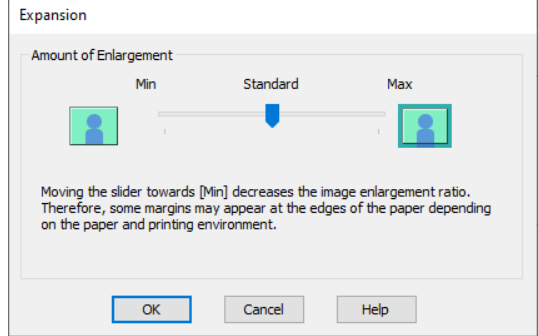 Expansion
Amount of Enlargement
Min Standard Max
Moving the slider towards [Min] decreases the image enlargement ratio.
Therefore, some margins may appear at the edges of the paper depending
on the paper and printing environment.
OK Cancel Help